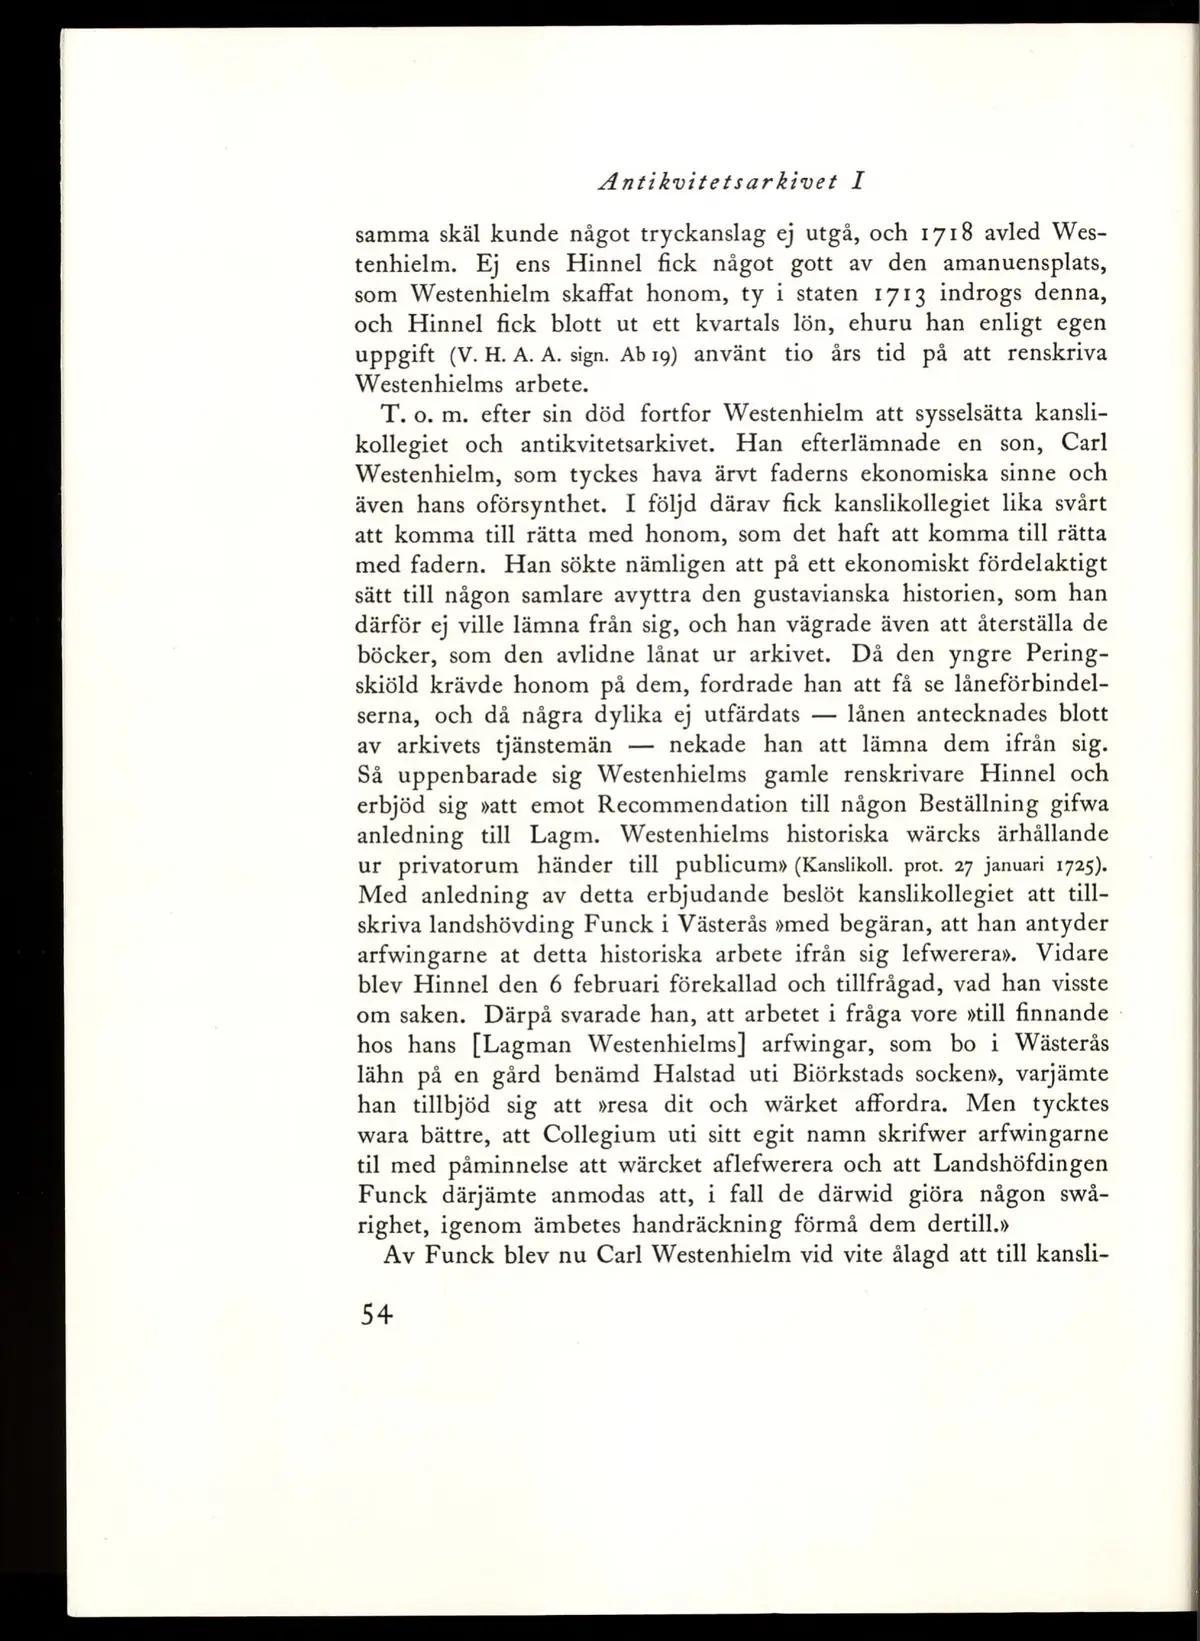 Antikvitetsarkivet I
samma skäl kunde något tryckanslag ej utgå, och 1718 avled Wes-
tenhielm. Ej ens Hinnel fick något gott av den amanuensplats,
som Westenhielm skaffat honom, ty i staten 1713 indrogs denna,
och Hinnel fick blott ut ett kvartals lön, ehuru han enligt egen
uppgift (V. H. A. A. sign. Ab 19) använt tio års tid på att renskriva
Westenhielms arbete.
T. o. m. efter sin död fortfor Westenhielm att sysselsätta kansli-
kollegiet och antikvitetsarkivet. Han efterlämnade en son, Carl
Westenhielm, som tyckes hava ärvt faderns ekonomiska sinne och
även hans oförsynthet. I följd därav fick kanslikollegiet lika svårt
att komma till rätta med honom, som det haft att komma till rätta
med fadern. Han sökte nämligen att på ett ekonomiskt fördelaktigt
sätt till någon samlare avyttra den gustavianska historien, som han
därför ej ville lämna från sig, och han vägrade även att återställa de
böcker, som den avlidne lånat ur arkivet. Då den yngre Pering-
skiöld krävde honom på dem, fordrade han att få se låneförbindel-
serna, och då några dylika ej utfärdats — lånen antecknades blott
av arkivets tjänstemän — nekade han att lämna dem ifrån sig.
Så uppenbarade sig Westenhielms gamle renskrivare Hinnel och
erbjöd sig »att emot Recommendation till någon Beställning gifwa
anledning till Lagm. Westenhielms historiska wärcks ärhållande
ur privatorum händer till publicum» (Kanslikoll. prot. 27 januari 1725).
Med anledning av detta erbjudande beslöt kanslikollegiet att till-
skriva landshövding Funck i Västerås »med begäran, att han antyder
arfwingarne at detta historiska arbete ifrån sig lefwerera». Vidare
blev Hinnel den 6 februari förekallad och tillfrågad, vad han visste
om saken. Därpå svarade han, att arbetet i fråga vore »till finnande
hos hans [Lagman Westenhielms] arfwingar, som bo i Wästerås
lähn på en gård benämd Halstad uti Biörkstads socken», varjämte
han tillbjöd sig att »resa dit och wärket affordra. Men tycktes
wara bättre, att Collegium uti sitt egit namn skrifwer arfwingarne
til med påminnelse att wärcket aflefwerera och att Landshöfdingen
Funck därjämte anmodas att, i fall de därwid giöra någon swå-
righet, igenom ämbetes handräckning förmå dem dertill.»
Av Funck blev nu Carl Westenhielm vid vite ålagd att till kansli-
54